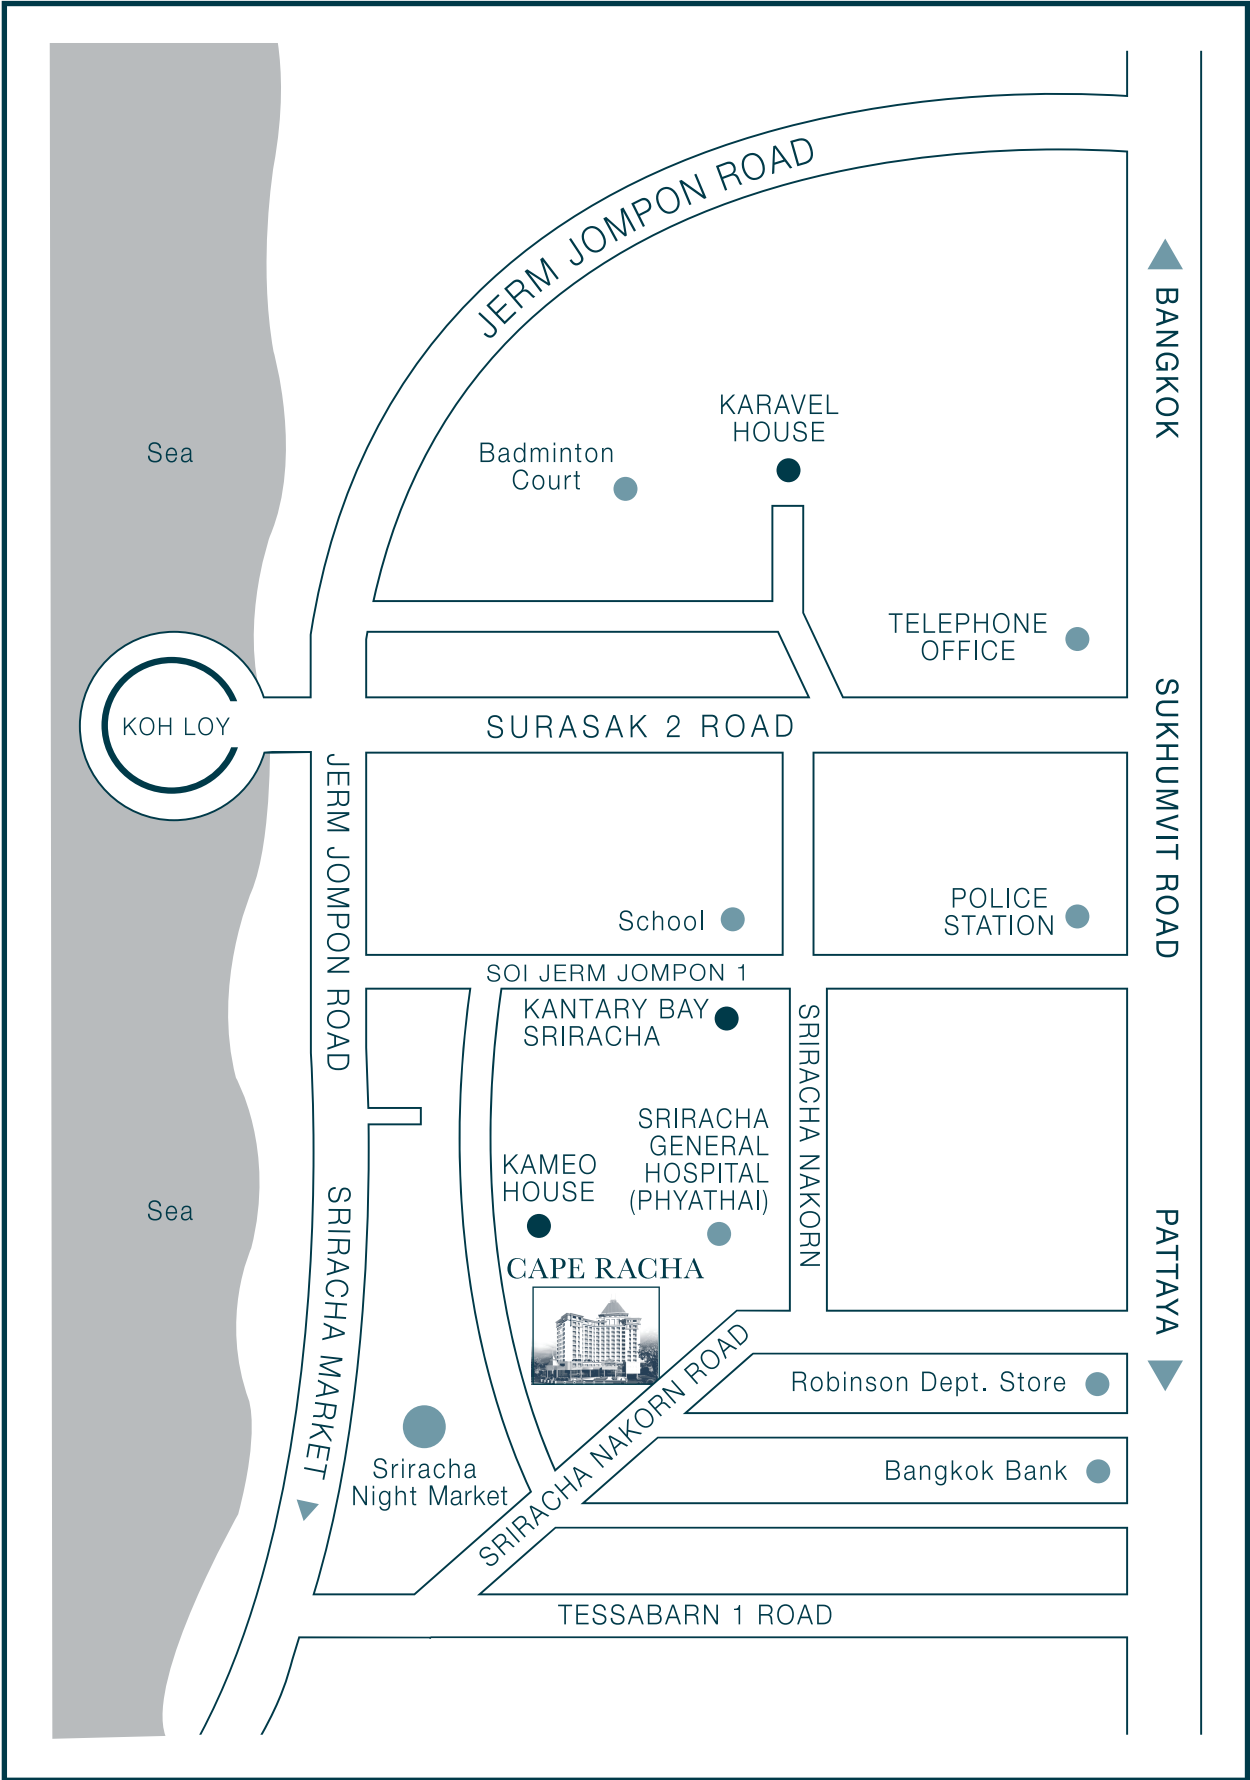 JERM JOMPON ROAD
BANGKOK
KARAVEL
HOUSE
Badminton
Court
Sea
TELEPHONE
OFFICE
KOH LOY
SURASAK 2 ROAD
SUKHUMVIT ROAD
JERM JOMPON ROAD
School
POLICE
STATION
SOI JERM JOMPON 1
KANTARY BAY
SRIRACHA
SRIRACHA NAKORN
SRIRACHA
GENERAL
HOSPITAL
(PHYATHAI)
KAMEO
HOUSE
Sea
SRIRACHA MARKET
PATTAYA
CAPE RACHA
SRIRACHA NAKORN ROAD
Robinson Dept. Store
Sriracha
Night Market
Bangkok Bank
TESSABARN 1 ROAD